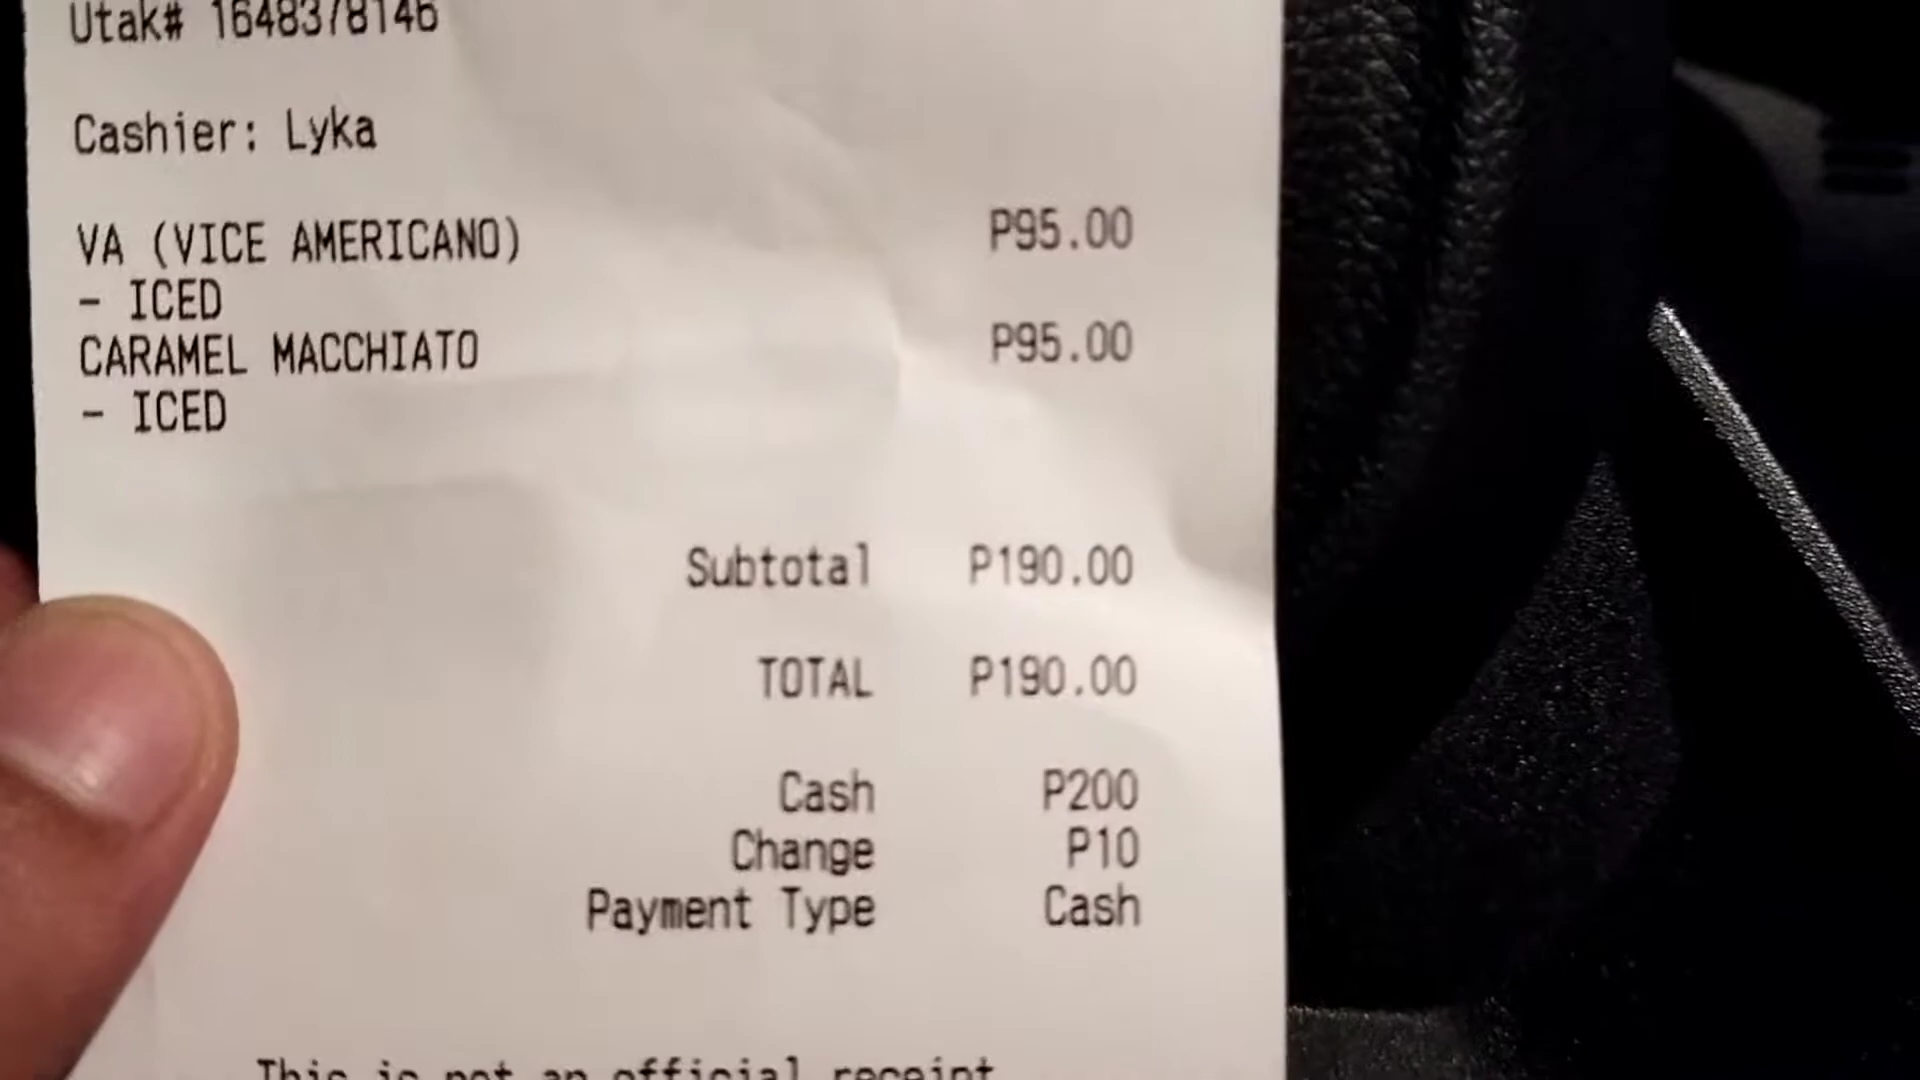 Utak# 1648378146
Cashier: Lyka
VA (VICE AMERICANO) P95.00
- ICED
CARAMEL MACCHIATO P95.00
- ICED
Subtotal P190.00
TOTAL P190.00
Cash P200
Change P10
Payment Type Cash
This is not an official receipt